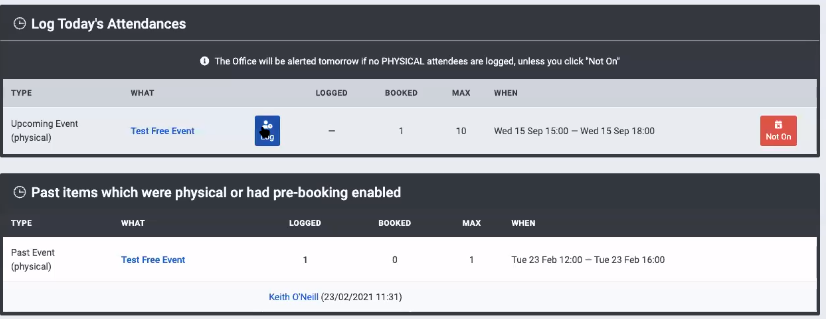 Log Today's Attendances
The Office will be alerted tomorrow if no PHYSICAL attendees are logged, unless you click "Not On"
TYPE WHAT LOGGED BOOKED MAX WHEN
Upcoming Event (physical) Test Free Event Log — 1 10 Wed 15 Sep 15:00 — Wed 15 Sep 18:00 Not On
Past items which were physical or had pre-booking enabled
TYPE WHAT LOGGED BOOKED MAX WHEN
Past Event (physical) Test Free Event 1 0 1 Tue 23 Feb 12:00 — Tue 23 Feb 16:00
Keith O'Neill (23/02/2021 11:31)